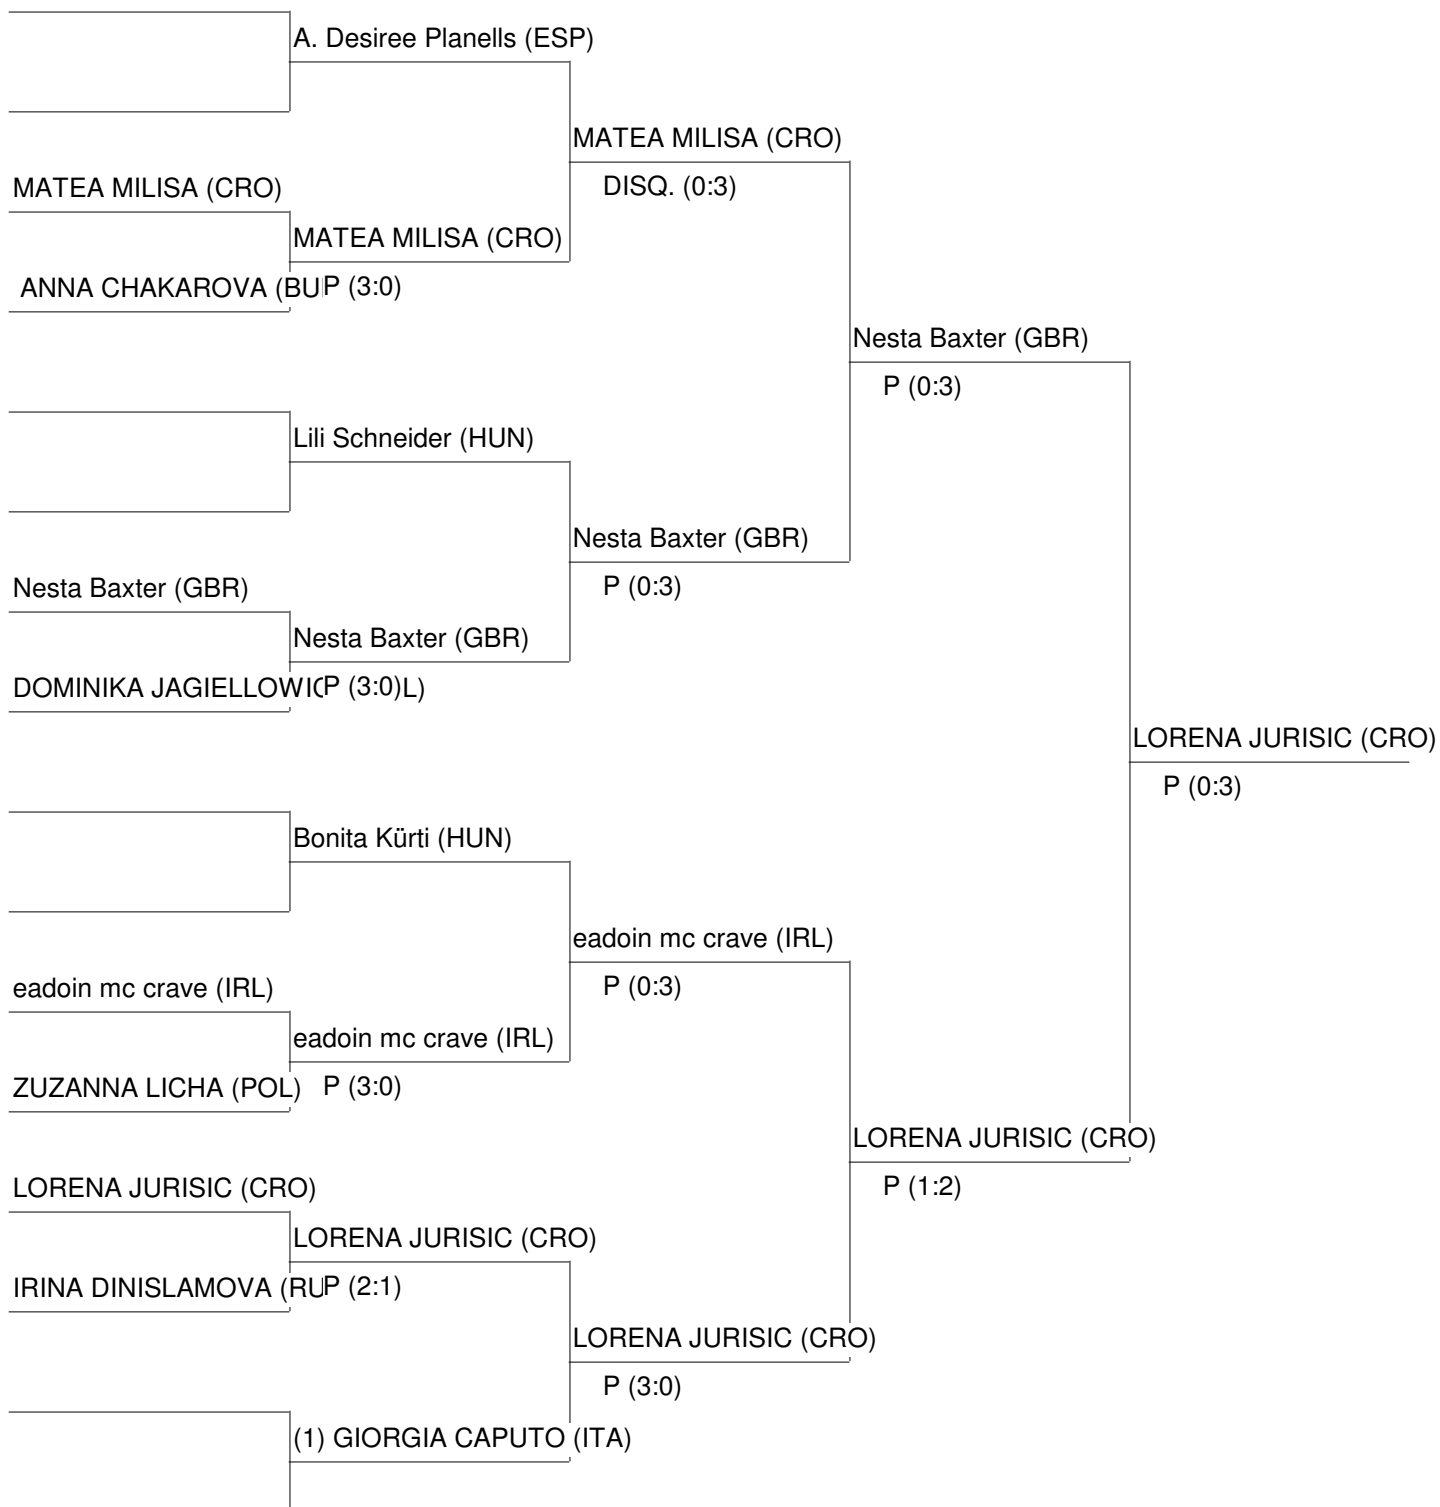 A. Desiree Planells (ESP)
MATEA MILISA (CRO)
DISQ. (0:3)
MATEA MILISA (CRO)
MATEA MILISA (CRO)
ANNA CHAKAROVA (BU
P (3:0)
Nesta Baxter (GBR)
P (0:3)
Lili Schneider (HUN)
Nesta Baxter (GBR)
P (0:3)
Nesta Baxter (GBR)
Nesta Baxter (GBR)
DOMINIKA JAGIELLOWI
P (3:0)
L)
LORENA JURISIC (CRO)
P (0:3)
Bonita Kürti (HUN)
eadoin mc crave (IRL)
P (0:3)
eadoin mc crave (IRL)
eadoin mc crave (IRL)
ZUZANNA LICHA (POL)
P (3:0)
LORENA JURISIC (CRO)
P (1:2)
LORENA JURISIC (CRO)
LORENA JURISIC (CRO)
IRINA DINISLAMOVA (RU
P (2:1)
LORENA JURISIC (CRO)
P (3:0)
(1) GIORGIA CAPUTO (ITA)